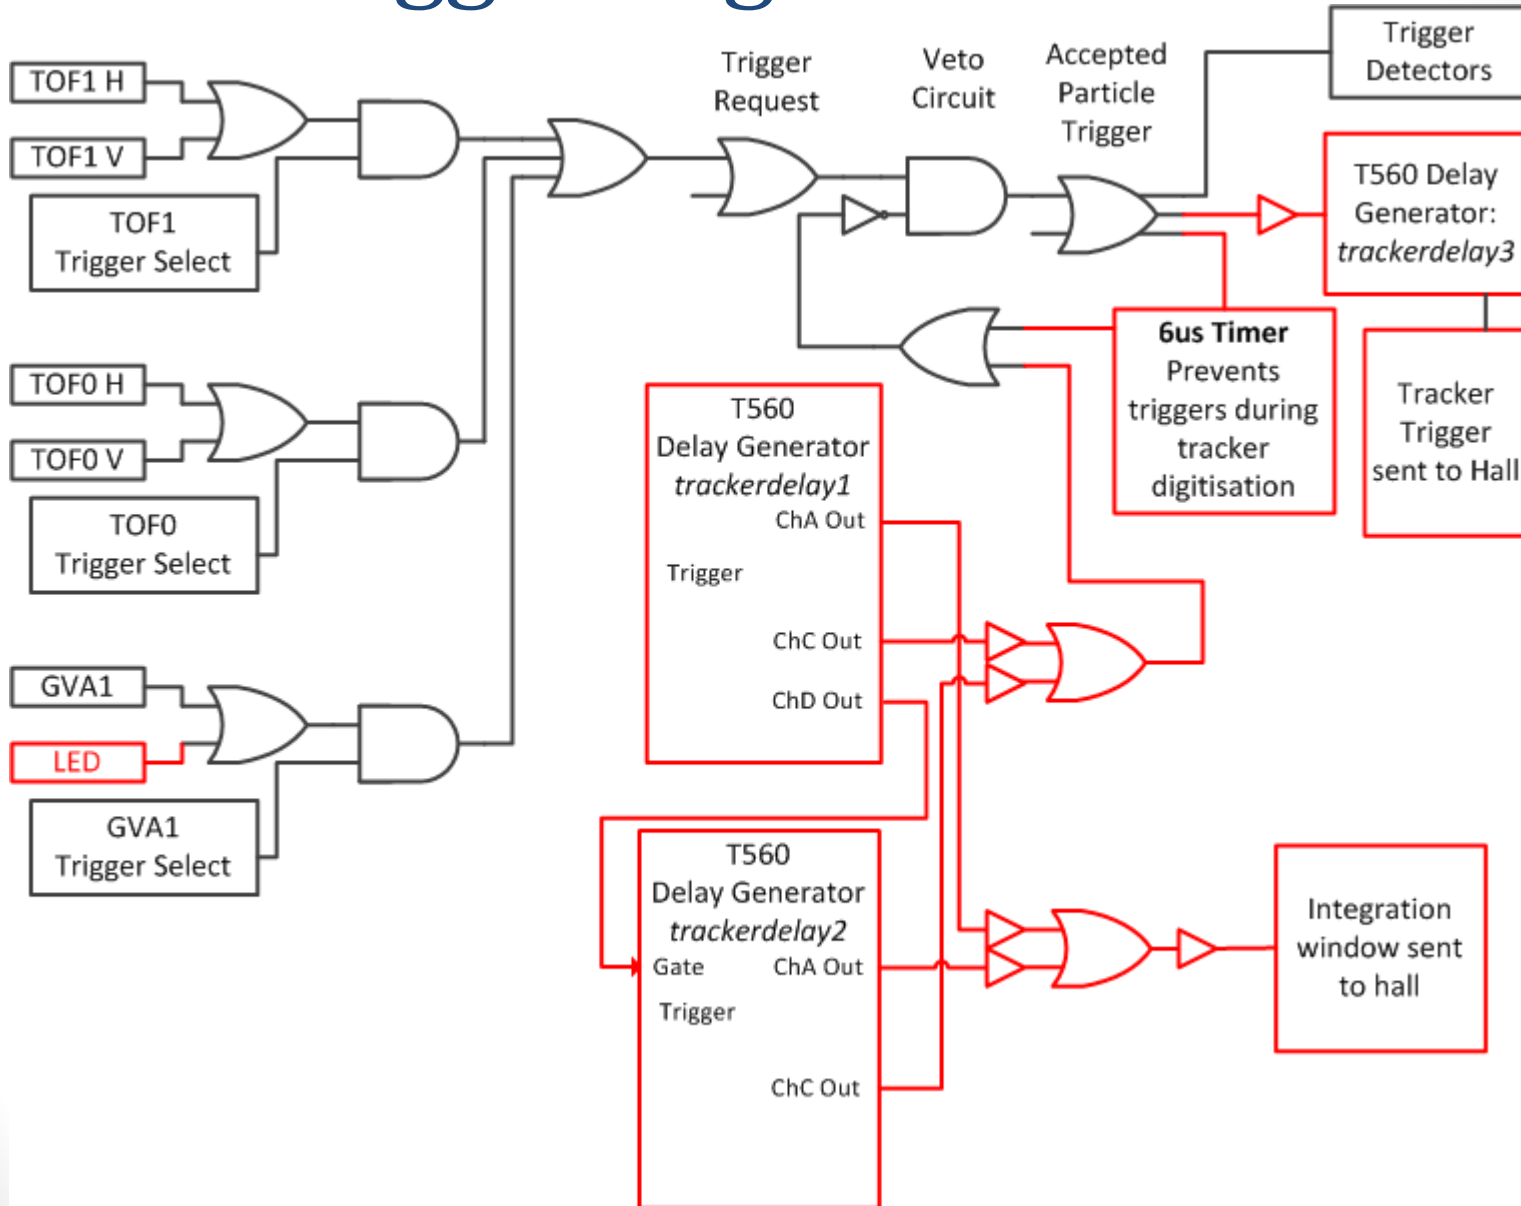 TOF1 H
TOF1 V
TOF1
Trigger Select
TOF0 H
TOF0 V
TOF0
Trigger Select
GVA1
LED
GVA1
Trigger Select
Trigger
Request
Veto
Circuit
Accepted
Particle
Trigger
Trigger
Detectors
T560 Delay
Generator:
trackerdelay3
6us Timer
Prevents
triggers during
tracker
digitisation
Tracker
Trigger
sent to Hall
T560
Delay Generator
trackerdelay1
ChA Out
Trigger
ChC Out
ChD Out
T560
Delay Generator
trackerdelay2
Gate ChA Out
Trigger
ChC Out
Integration
window sent
to hall